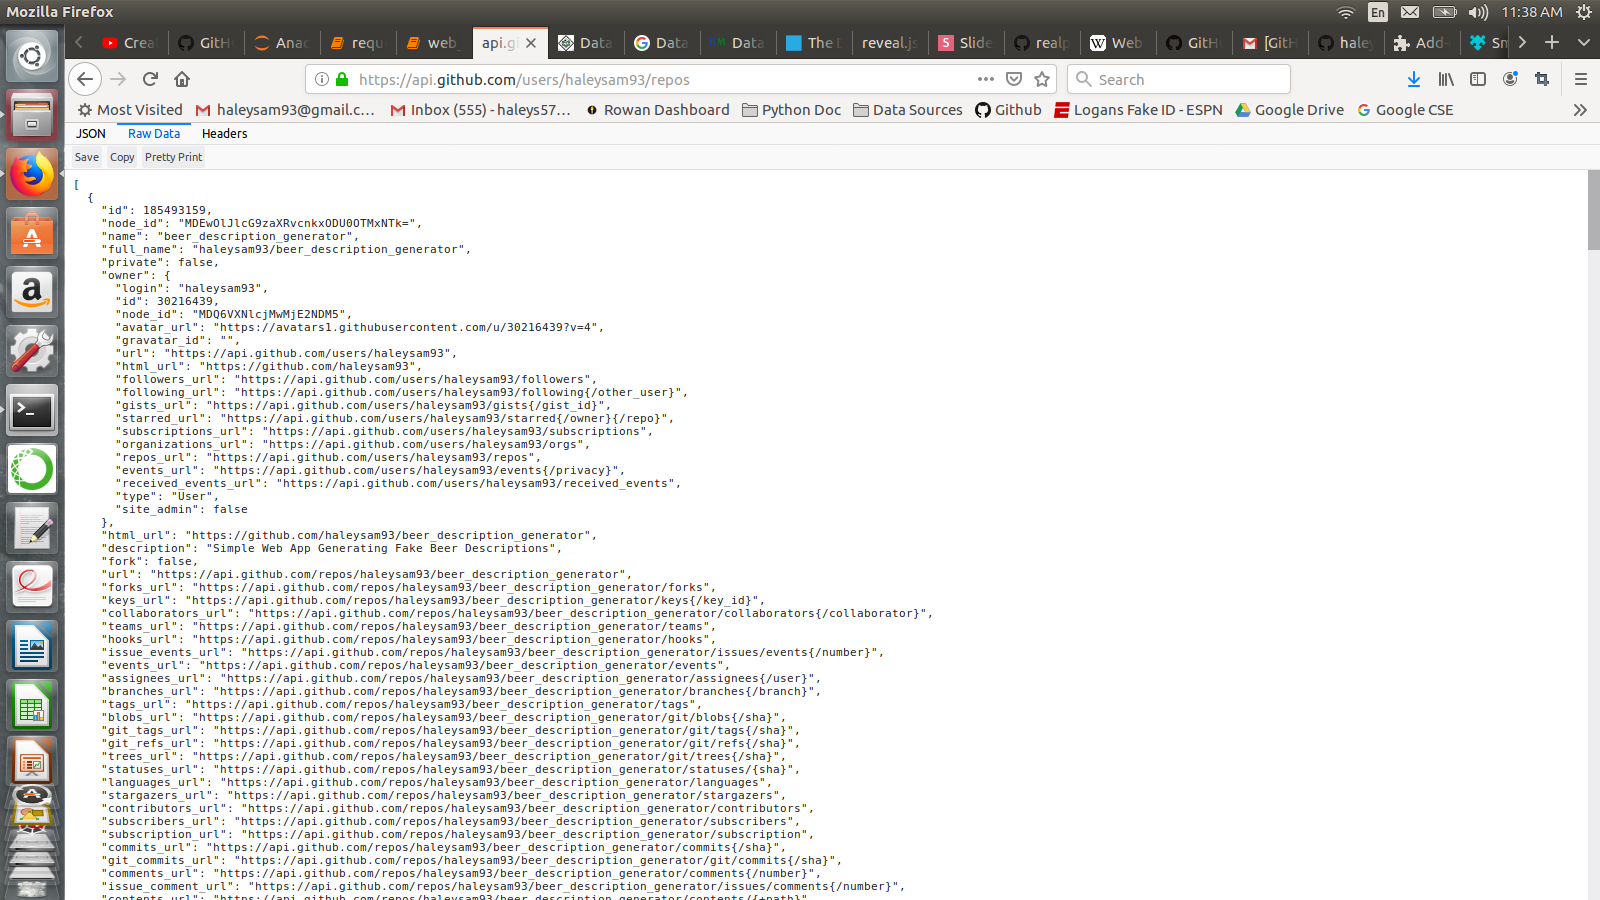 Mozilla Firefox
En
11:38 AM
Crea
GitH
Anac
requ
web_
api.gi
Data
Data
Data
The D
reveal.js
Slide
realp
Web
GitH
[GitH
haley
Add-
Sm
https://api.github.com/users/haleysam93/repos
Search
Most Visited
haleysam93@gmail.c...
Inbox (555) - haleys57...
Rowan Dashboard
Python Doc
Data Sources
Github
Logans Fake ID - ESPN
Google Drive
Google CSE
JSON
Raw Data
Headers
Save
Copy
Pretty Print
[
{
"id": 185493159,
"node_id": "MDEwOlJlcG9zaXRvcnkxODU0OTMxNTk=",
"name": "beer_description_generator",
"full_name": "haleysam93/beer_description_generator",
"private": false,
"owner": {
"login": "haleysam93",
"id": 30216439,
"node_id": "MDQ6VXNlcjMwMjE2NDM5",
"avatar_url": "https://avatars1.githubusercontent.com/u/30216439?v=4",
"gravatar_id": "",
"url": "https://api.github.com/users/haleysam93",
"html_url": "https://github.com/haleysam93",
"followers_url": "https://api.github.com/users/haleysam93/followers",
"following_url": "https://api.github.com/users/haleysam93/following{/other_user}",
"gists_url": "https://api.github.com/users/haleysam93/gists{/gist_id}",
"starred_url": "https://api.github.com/users/haleysam93/starred{/owner}{/repo}",
"subscriptions_url": "https://api.github.com/users/haleysam93/subscriptions",
"organizations_url": "https://api.github.com/users/haleysam93/orgs",
"repos_url": "https://api.github.com/users/haleysam93/repos",
"events_url": "https://api.github.com/users/haleysam93/events{/privacy}",
"received_events_url": "https://api.github.com/users/haleysam93/received_events",
"type": "User",
"site_admin": false
},
"html_url": "https://github.com/haleysam93/beer_description_generator",
"description": "Simple Web App Generating Fake Beer Descriptions",
"fork": false,
"url": "https://api.github.com/repos/haleysam93/beer_description_generator",
"forks_url": "https://api.github.com/repos/haleysam93/beer_description_generator/forks",
"keys_url": "https://api.github.com/repos/haleysam93/beer_description_generator/keys{/key_id}",
"collaborators_url": "https://api.github.com/repos/haleysam93/beer_description_generator/collaborators{/collaborator}",
"teams_url": "https://api.github.com/repos/haleysam93/beer_description_generator/teams",
"hooks_url": "https://api.github.com/repos/haleysam93/beer_description_generator/hooks",
"issue_events_url": "https://api.github.com/repos/haleysam93/beer_description_generator/issues/events{/number}",
"events_url": "https://api.github.com/repos/haleysam93/beer_description_generator/events",
"assignees_url": "https://api.github.com/repos/haleysam93/beer_description_generator/assignees{/user}",
"branches_url": "https://api.github.com/repos/haleysam93/beer_description_generator/branches{/branch}",
"tags_url": "https://api.github.com/repos/haleysam93/beer_description_generator/tags",
"blobs_url": "https://api.github.com/repos/haleysam93/beer_description_generator/git/blobs{/sha}",
"git_tags_url": "https://api.github.com/repos/haleysam93/beer_description_generator/git/tags{/sha}",
"git_refs_url": "https://api.github.com/repos/haleysam93/beer_description_generator/git/refs{/sha}",
"trees_url": "https://api.github.com/repos/haleysam93/beer_description_generator/git/trees{/sha}",
"statuses_url": "https://api.github.com/repos/haleysam93/beer_description_generator/statuses/{sha}",
"languages_url": "https://api.github.com/repos/haleysam93/beer_description_generator/languages",
"stargazers_url": "https://api.github.com/repos/haleysam93/beer_description_generator/stargazers",
"contributors_url": "https://api.github.com/repos/haleysam93/beer_description_generator/contributors",
"subscribers_url": "https://api.github.com/repos/haleysam93/beer_description_generator/subscribers",
"subscription_url": "https://api.github.com/repos/haleysam93/beer_description_generator/subscription",
"commits_url": "https://api.github.com/repos/haleysam93/beer_description_generator/commits{/sha}",
"git_commits_url": "https://api.github.com/repos/haleysam93/beer_description_generator/git/commits{/sha}",
"comments_url": "https://api.github.com/repos/haleysam93/beer_description_generator/comments{/number}",
"issue_comment_url": "https://api.github.com/repos/haleysam93/beer_description_generator/issues/comments{/number}",
"contents_url": "https://api.github.com/repos/haleysam93/beer_description_generator/contents/{+path}"